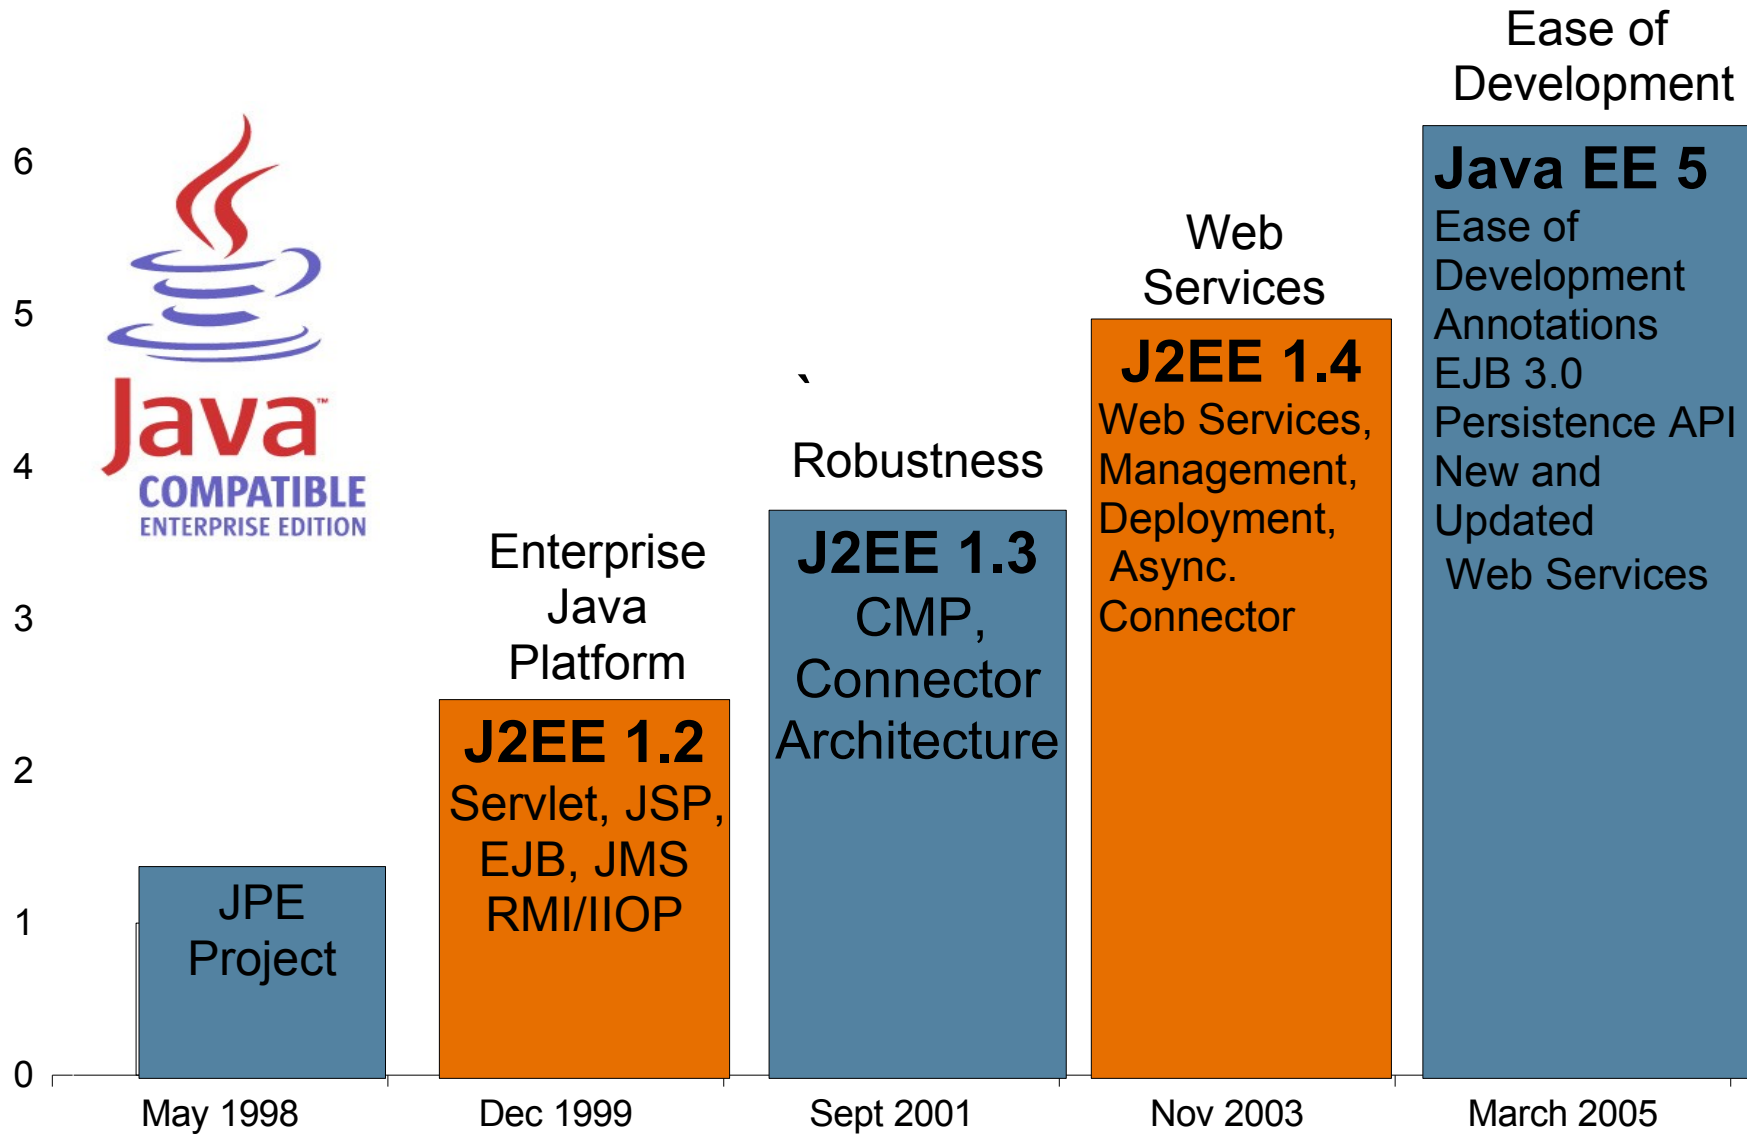 Ease of
Development
6
5
4
3
2
1
0
Java™
COMPATIBLE
ENTERPRISE EDITION
JPE
Project
Enterprise
Java
Platform
J2EE 1.2
Servlet, JSP,
EJB, JMS
RMI/IIOP
`
Robustness
J2EE 1.3
CMP,
Connector
Architecture
Web
Services
J2EE 1.4
Web Services,
Management,
Deployment,
Async.
Connector
Java EE 5
Ease of
Development
Annotations
EJB 3.0
Persistence API
New and
Updated
Web Services
May 1998
Dec 1999
Sept 2001
Nov 2003
March 2005